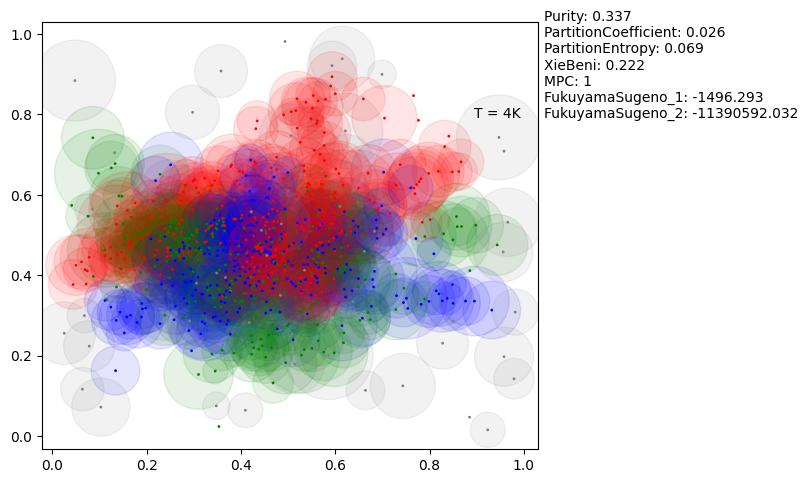 Purity: 0.337
PartitionCoefficient: 0.026
PartitionEntropy: 0.069
XieBeni: 0.222
MPC: 1
FukuyamaSugeno_1: -1496.293
FukuyamaSugeno_2: -11390592.032
T = 4K
1.0
0.8
0.6
0.4
0.2
0.0
0.0 0.2 0.4 0.6 0.8 1.0